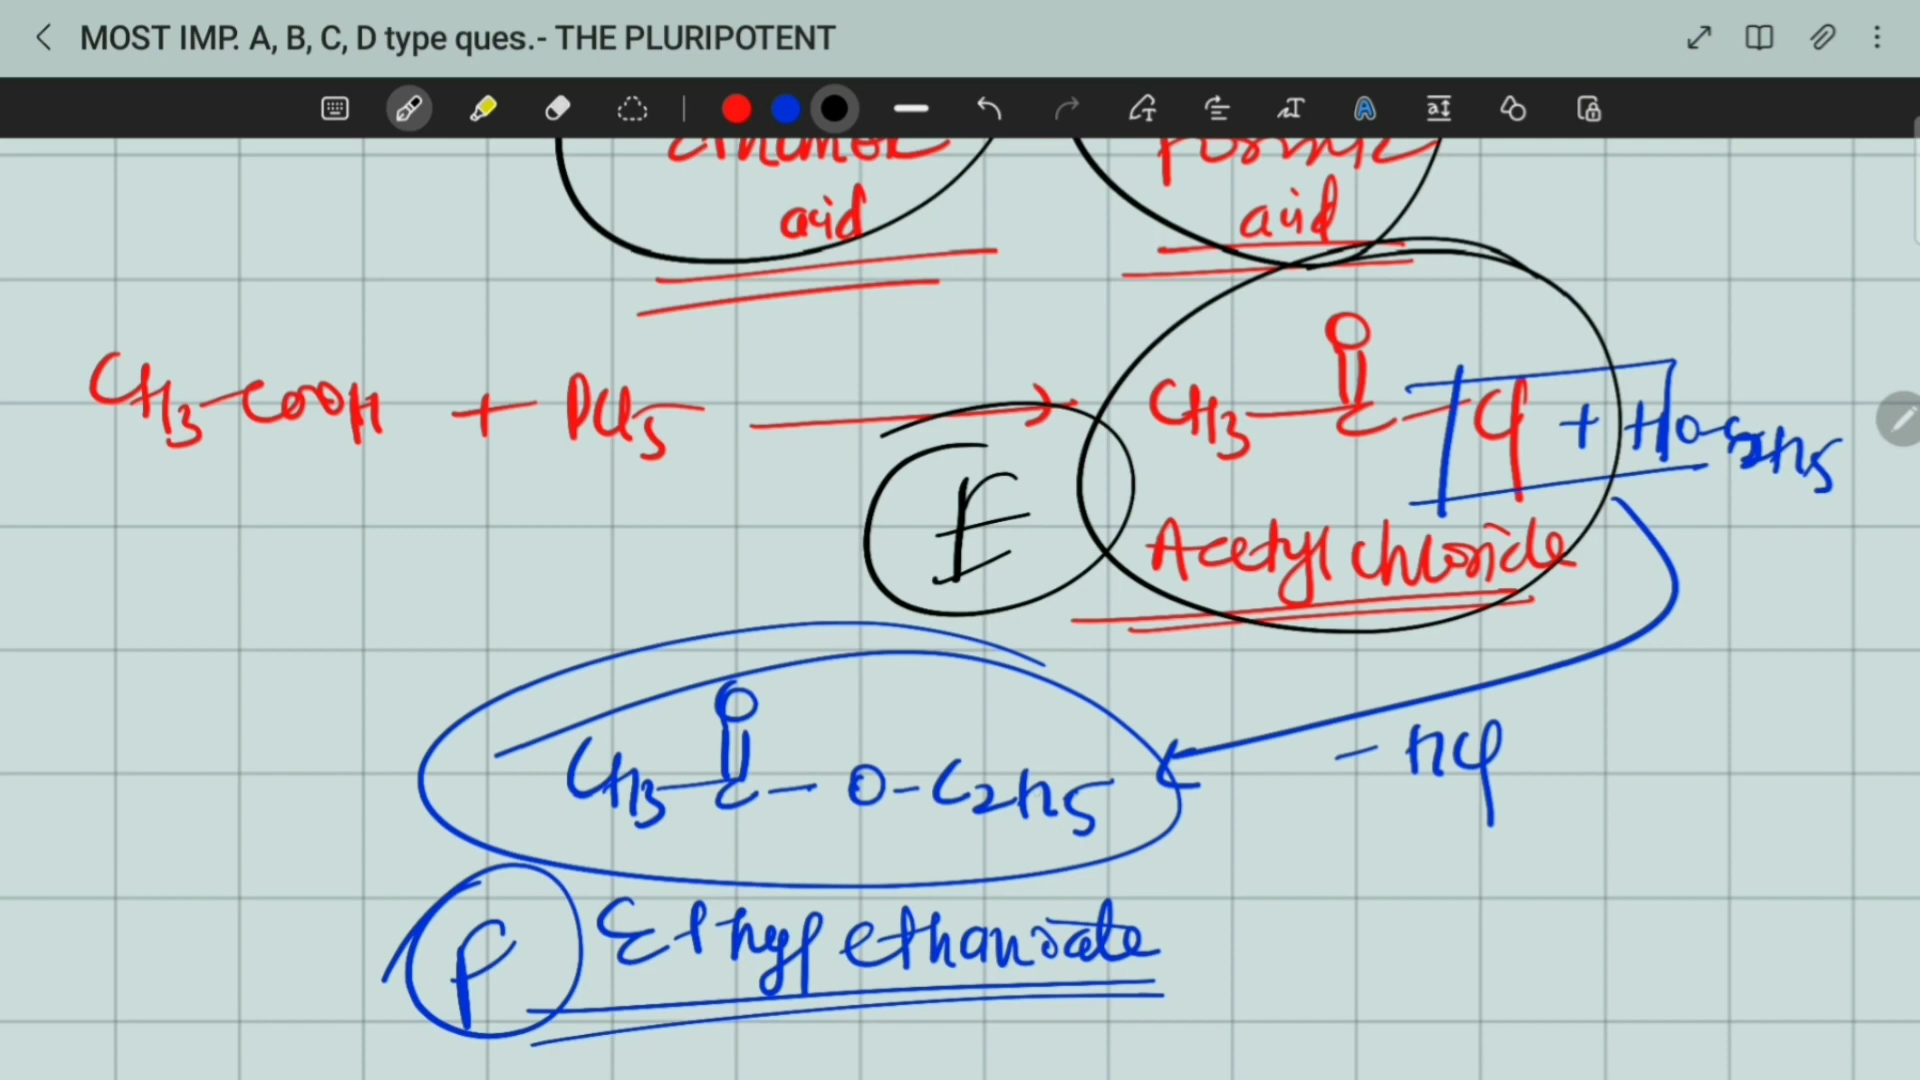 MOST IMP. A, B, C, D type ques.- THE PLURIPOTENT
acid
acid
CH3-COOH + PCl5 → CH3-C-Cl + HO-C2H5
O
E
Acetyl chloride
O
CH3-C-O-C2H5
- HCl
F
Ethyl ethanoate